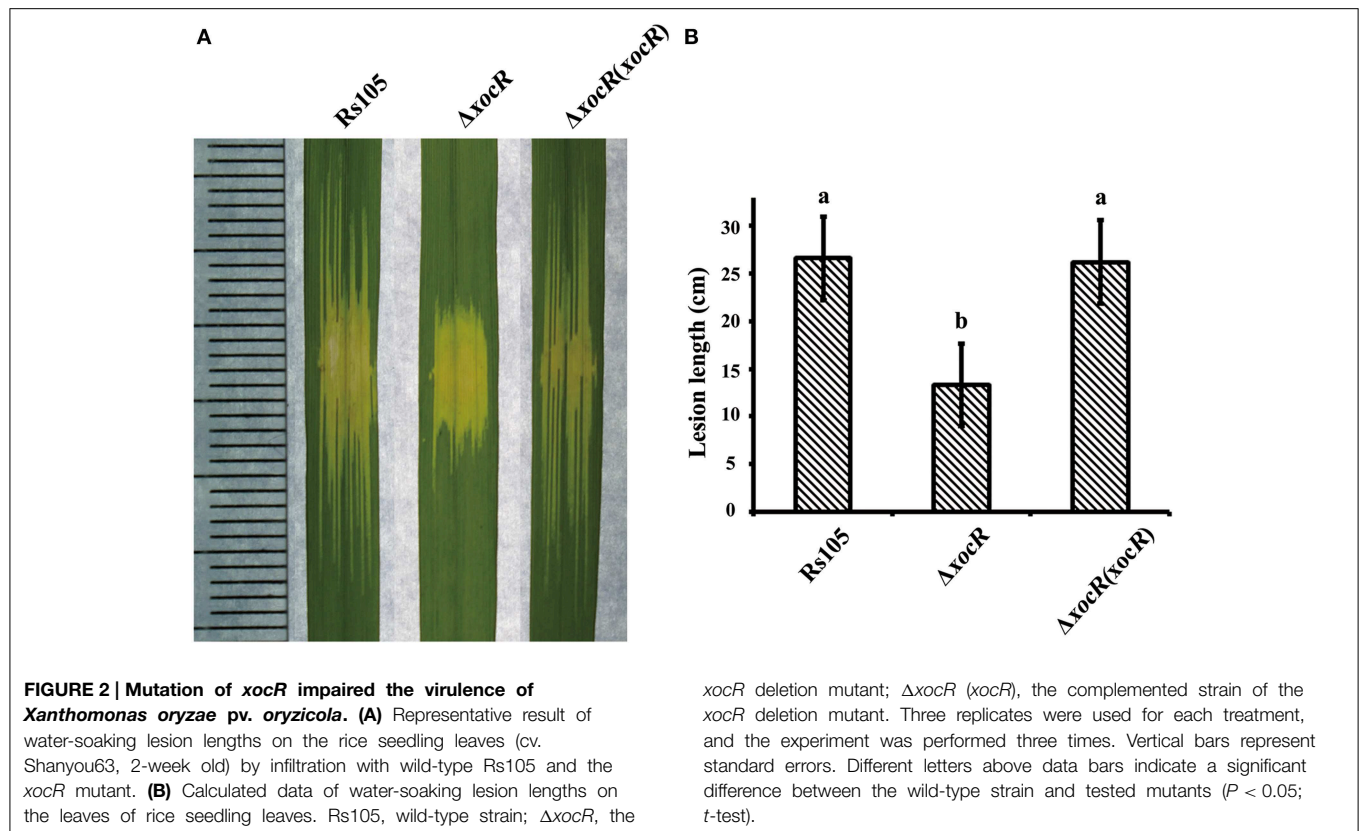 A
B
Rs105
ΔxocR
ΔxocR(xocR)
Lesion length (cm)
30
25
20
15
10
5
0
a
b
a
Rs105
ΔxocR
ΔxocR(xocR)
FIGURE 2 | Mutation of xocR impaired the virulence of
Xanthomonas oryzae pv. oryzicola. (A) Representative result of
water-soaking lesion lengths on the rice seedling leaves (cv.
Shanyou63, 2-week old) by infiltration with wild-type Rs105 and the
xocR mutant. (B) Calculated data of water-soaking lesion lengths on
the leaves of rice seedling leaves. Rs105, wild-type strain; ΔxocR, the
xocR deletion mutant; ΔxocR (xocR), the complemented strain of the
xocR deletion mutant. Three replicates were used for each treatment,
and the experiment was performed three times. Vertical bars represent
standard errors. Different letters above data bars indicate a significant
difference between the wild-type strain and tested mutants (P < 0.05;
t-test).